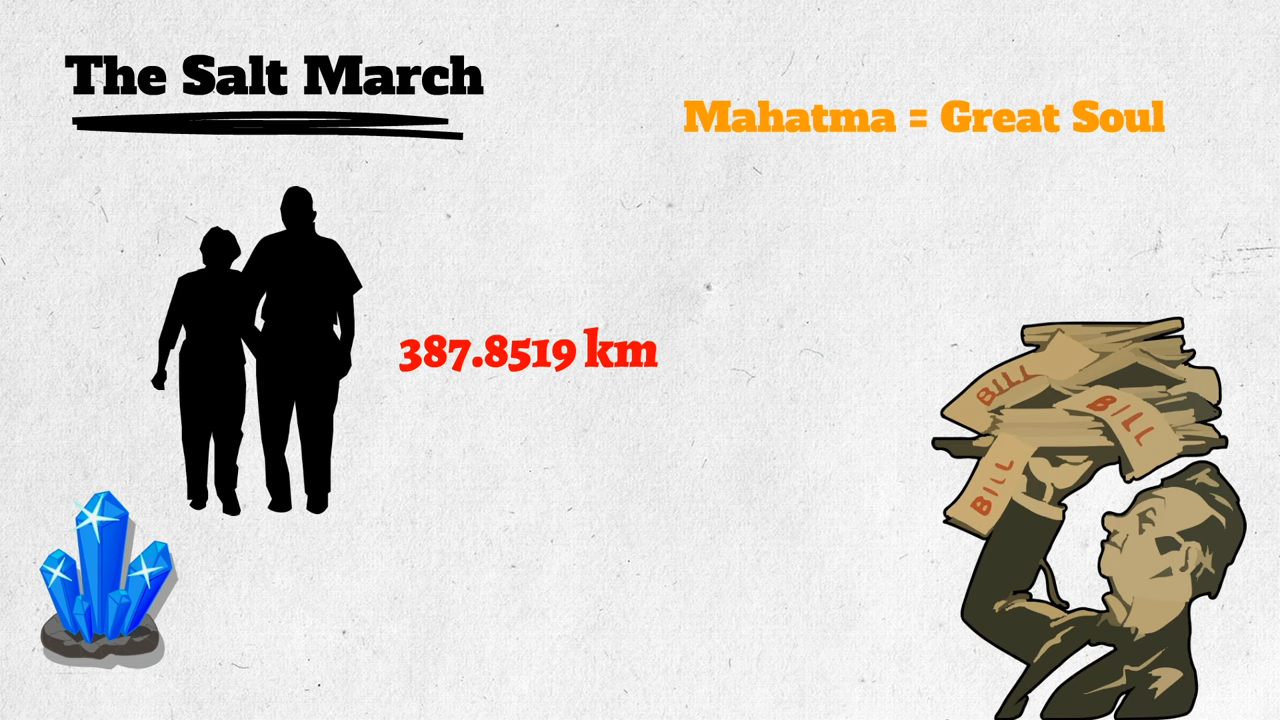 The Salt March
Mahatma = Great Soul
387.8519 km
BILL
BILL
BILL